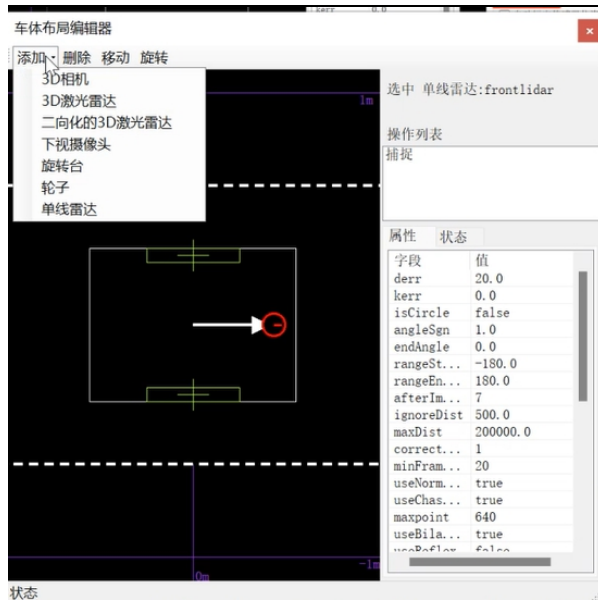 kerr 0.0
车体布局编辑器
添加 删除 移动 旋转
3D相机
3D激光雷达
二向化的3D激光雷达
下视摄像头
旋转台
轮子
单线雷达
1m
-1m
0m
选中 单线雷达:frontlidar
操作列表
捕捉
属性 状态
字段 值
derr 20.0
kerr 0.0
isCircle false
angleSgn 1.0
endAngle 0.0
rangeSt... -180.0
rangeEn... 180.0
afterIm... 7
ignoreDist 500.0
maxDist 200000.0
correct... 1
minFram... 20
useNorm... true
useChas... true
maxpoint 640
useBila... true
useReflex false
状态